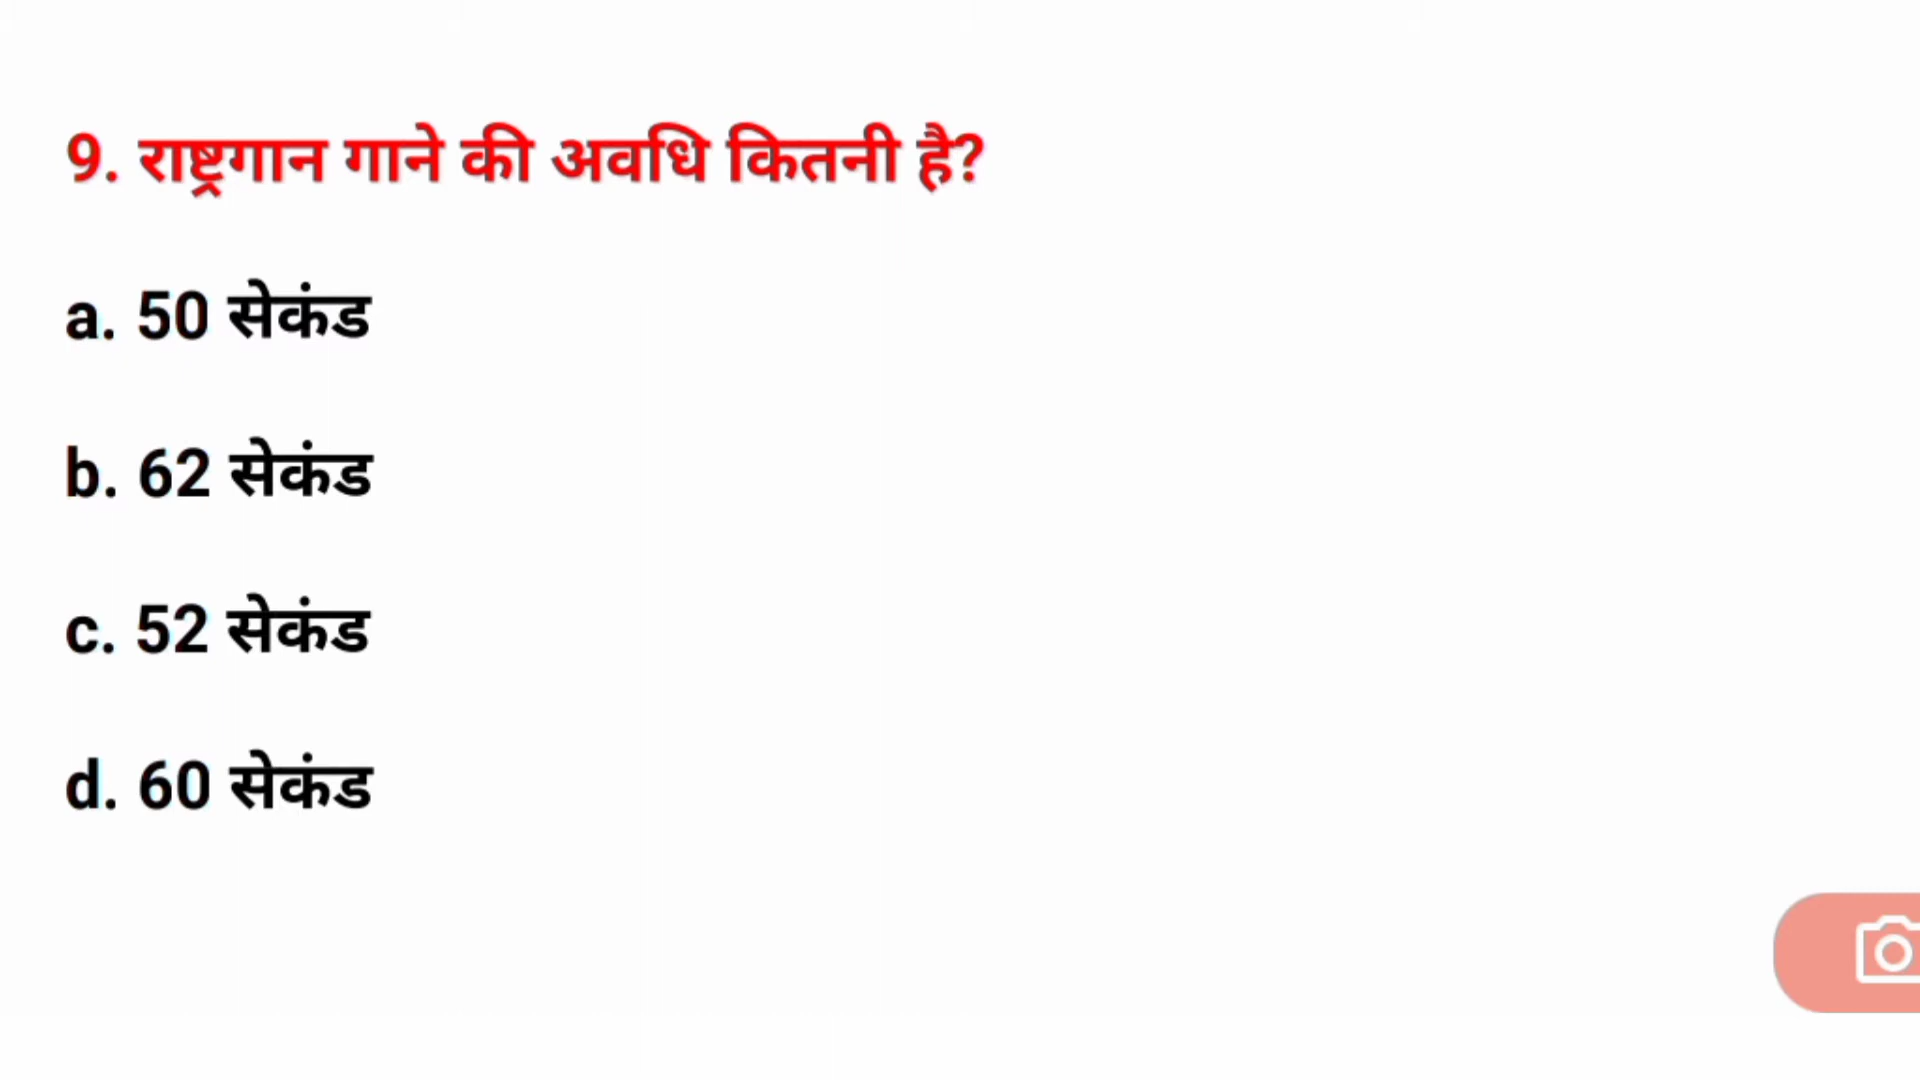 9. राष्ट्रगान गाने की अवधि कितनी है?
a. 50 सेकंड
b. 62 सेकंड
c. 52 सेकंड
d. 60 सेकंड